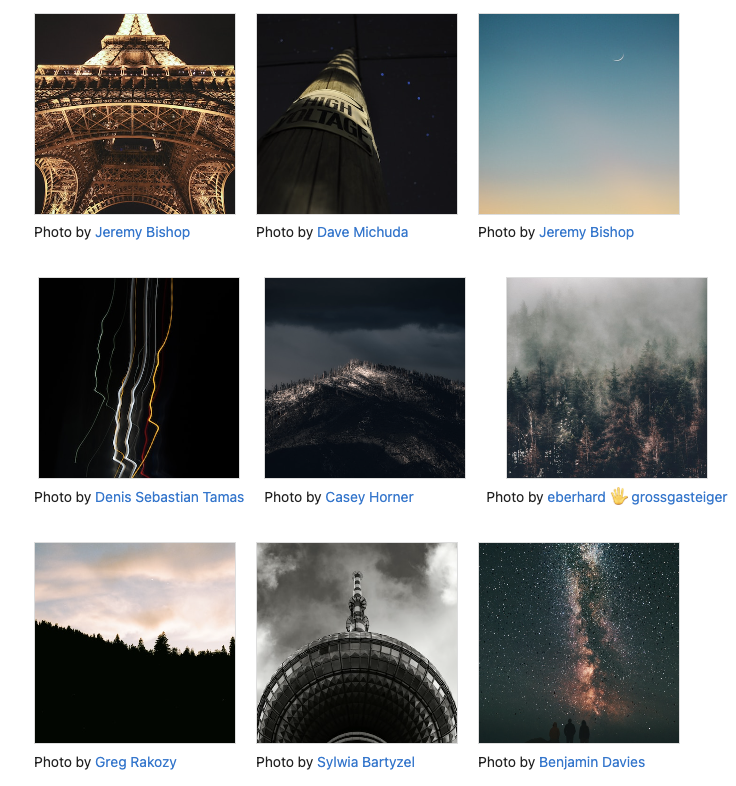 HIGH
VOLTAGE
Photo by Jeremy Bishop
Photo by Dave Michuda
Photo by Jeremy Bishop
Photo by Denis Sebastian Tamas
Photo by Casey Horner
Photo by eberhard 🖐 grossgasteiger
Photo by Greg Rakozy
Photo by Sylwia Bartyzel
Photo by Benjamin Davies